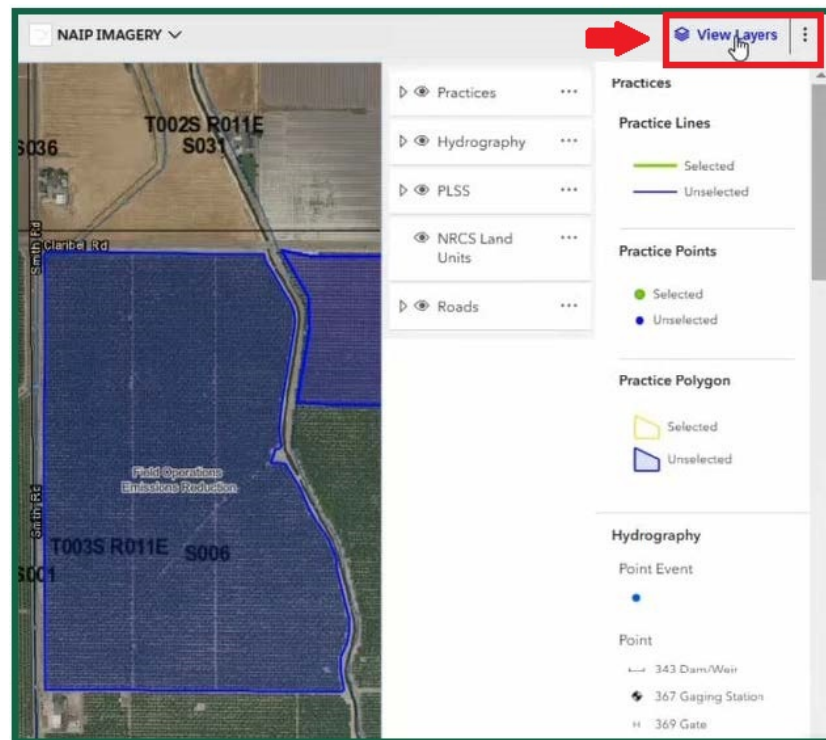 NAIP IMAGERY
View Layers
T002S R011E
S031
S036
Claribel Rd
Smith Rd
Field Operations
Emissions Reduction
Smith Rd
T003S R011E
S006
S001
Practices
Hydrography
PLSS
NRCS Land
Units
Roads
Practices
Practice Lines
Selected
Unselected
Practice Points
Selected
Unselected
Practice Polygon
Selected
Unselected
Hydrography
Point Event
Point
343 Dam/Weir
367 Gaging Station
369 Gate